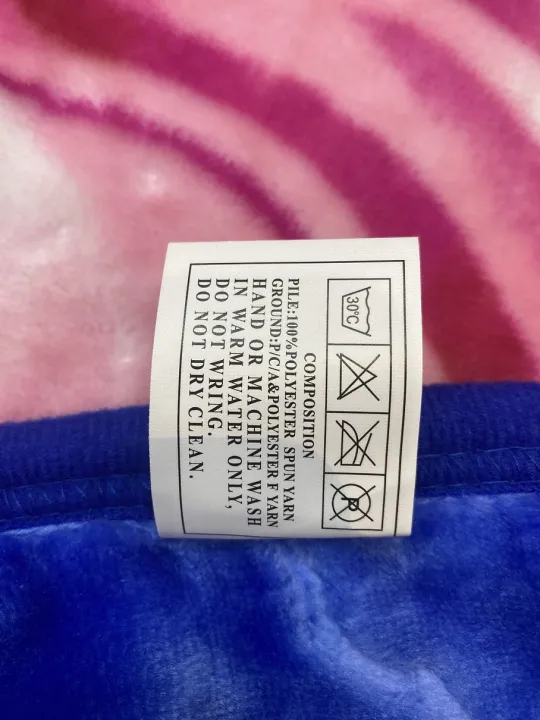 30°C
P
COMPOSITION
PILE:100%POLYESTER SPUN YARN
GROUND:P/C/A&POLYESTER F YARN
HAND OR MACHINE WASH
IN WARM WATER ONLY,
DO NOT WRING.
DO NOT DRY CLEAN.